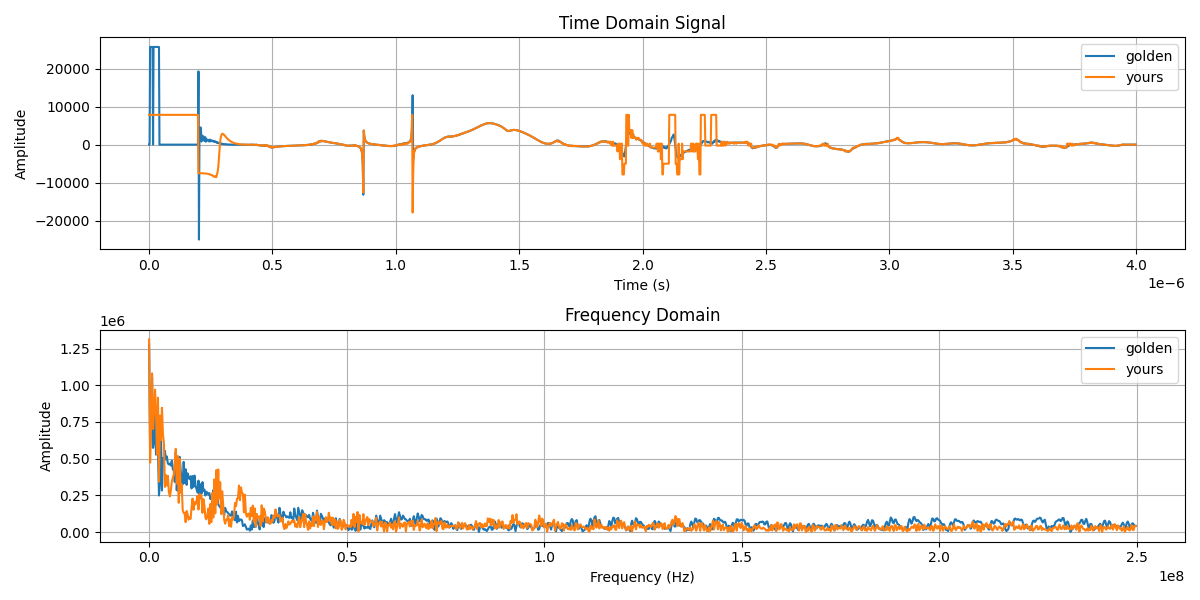 Time Domain Signal
Amplitude
20000
10000
0
−10000
−20000
golden
yours
0.0 0.5 1.0 1.5 2.0 2.5 3.0 3.5 4.0
1e−6
Time (s)
Frequency Domain
1e6
Amplitude
1.25
1.00
0.75
0.50
0.25
0.00
golden
yours
0.0 0.5 1.0 1.5 2.0 2.5
1e8
Frequency (Hz)